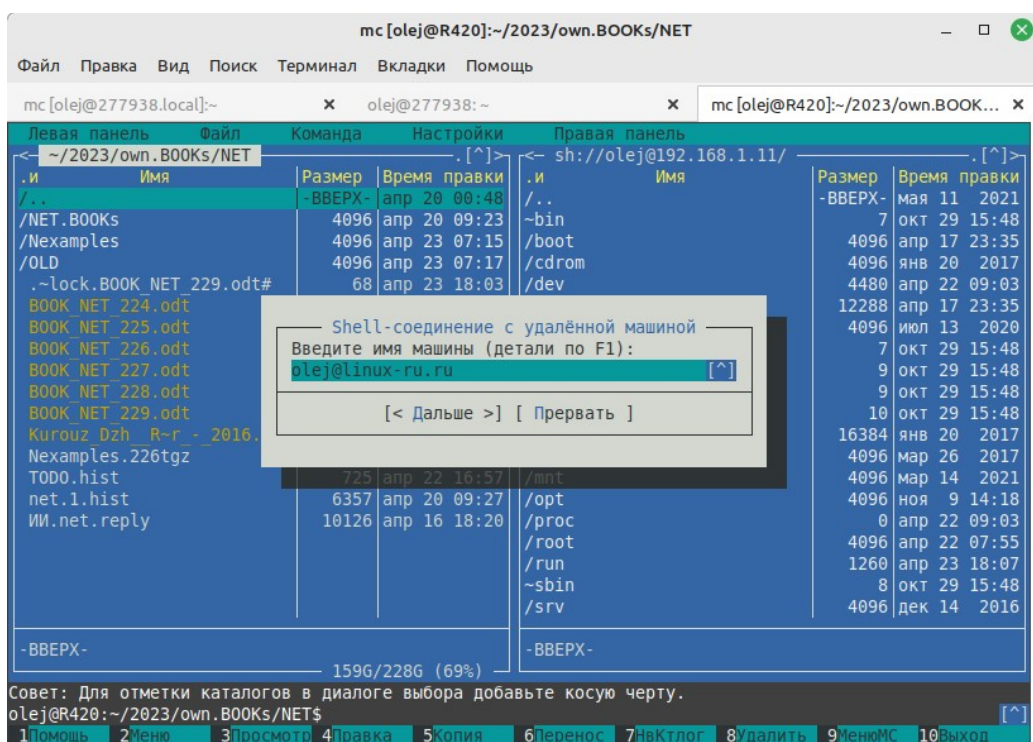 mc [olej@R420]:~/2023/own.BOOKs/NET
Файл Правка Вид Поиск Терминал Вкладки Помощь
mc [olej@277938.local]:~ × olej@277938: ~ × mc [olej@R420]:~/2023/own.BOOK... ×
Левая панель Файл Команда Настройки Правая панель
<— ~/2023/own.BOOKs/NET .[^]> <— sh://olej@192.168.1.11/ .[^]>
.и Имя Размер Время правки .и Имя Размер Время правки
/.. -ВВЕРХ- апр 20 00:48 /.. -ВВЕРХ- мая 11 2021
/NET.BOOKs 4096 апр 20 09:23 ~bin 7 окт 29 15:48
/Nexamples 4096 апр 23 07:15 /boot 4096 апр 17 23:35
/OLD 4096 апр 23 07:17 /cdrom 4096 янв 20 2017
.~lock.BOOK_NET_229.odt# 68 апр 23 18:03 /dev 4480 апр 22 09:03
BOOK_NET_224.odt 12288 апр 17 23:35
BOOK_NET_225.odt Shell-соединение с удалённой машиной 4096 июл 13 2020
BOOK_NET_226.odt Введите имя машины (детали по F1): 7 окт 29 15:48
BOOK_NET_227.odt olej@linux-ru.ru [^] 9 окт 29 15:48
BOOK_NET_228.odt 9 окт 29 15:48
BOOK_NET_229.odt [< Дальше >] [ Прервать ] 10 окт 29 15:48
Kurouz_Dzh__R~r_-_2016. 16384 янв 20 2017
Nexamples.226tgz 4096 мар 26 2017
TODO.hist 725 апр 22 16:57 /mnt 4096 мар 14 2021
net.1.hist 6357 апр 20 09:27 /opt 4096 ноя 9 14:18
ИИ.net.reply 10126 апр 16 18:20 /proc 0 апр 22 09:03
/root 4096 апр 22 07:55
/run 1260 апр 23 18:07
~sbin 8 окт 29 15:48
/srv 4096 дек 14 2016
-ВВЕРХ- -ВВЕРХ-
159G/228G (69%)
Совет: Для отметки каталогов в диалоге выбора добавьте косую черту.
olej@R420:~/2023/own.BOOKs/NET$ [^]
1Помощь 2Меню 3Просмотр 4Правка 5Копия 6Перенос 7НвКтлог 8Удалить 9МенюMC 10Выход